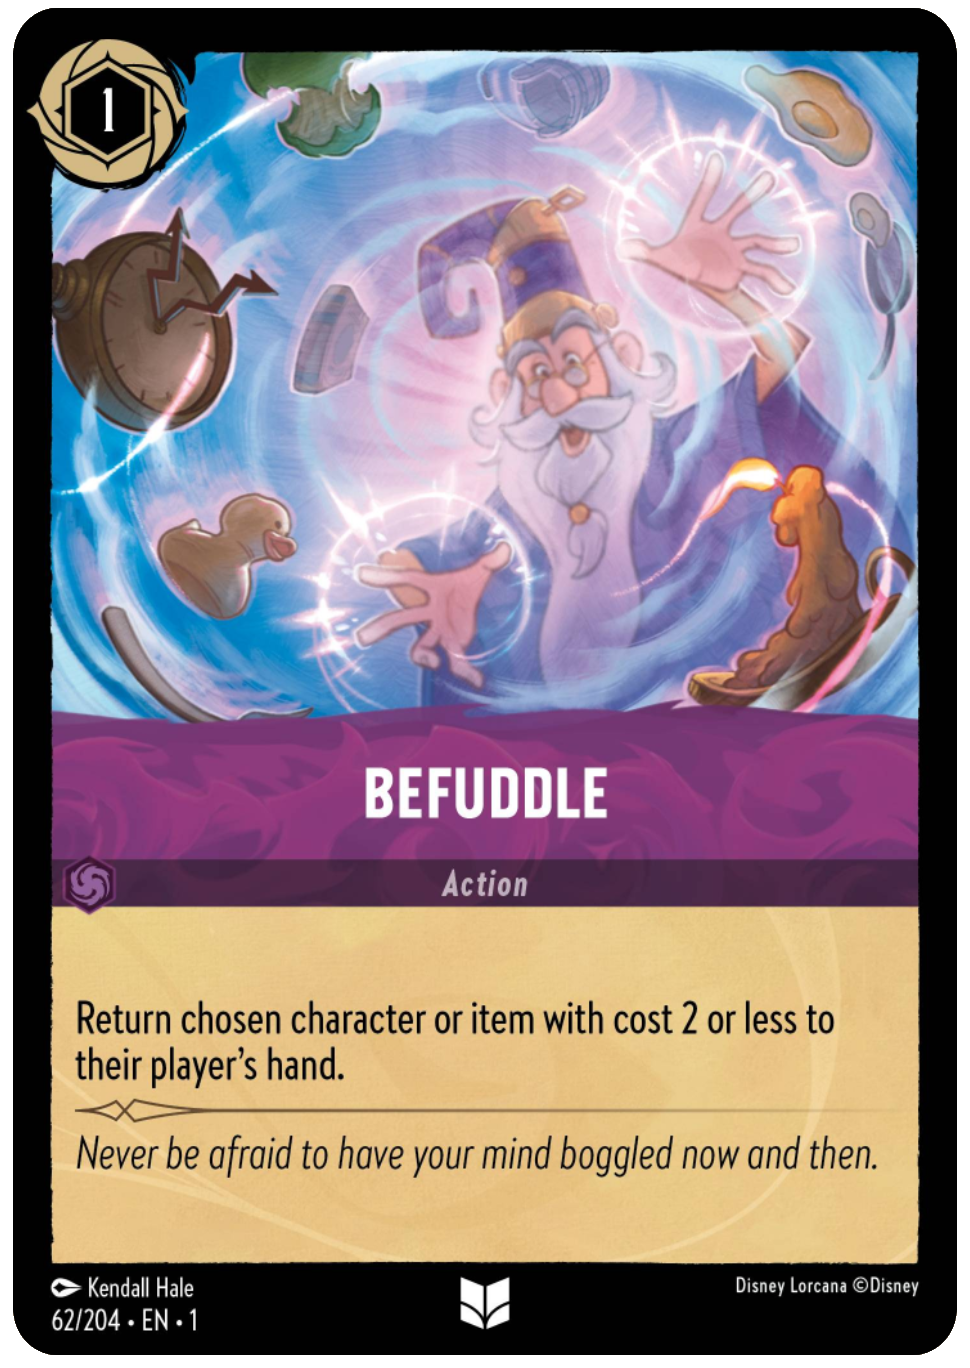 1
BEFUDDLE
Action
Return chosen character or item with cost 2 or less to
their player's hand.
Never be afraid to have your mind boggled now and then.
Kendall Hale
62/204 • EN • 1
Disney Lorcana ©Disney